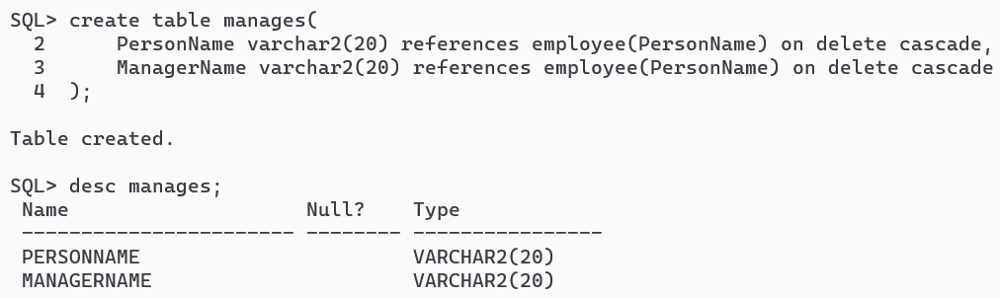 SQL> create table manages(
  2      PersonName varchar2(20) references employee(PersonName) on delete cascade,
  3      ManagerName varchar2(20) references employee(PersonName) on delete cascade
  4  );
Table created.
SQL> desc manages;
 Name                    Null?    Type
 ----------------------- -------- ----------------
 PERSONNAME                       VARCHAR2(20)
 MANAGERNAME                      VARCHAR2(20)